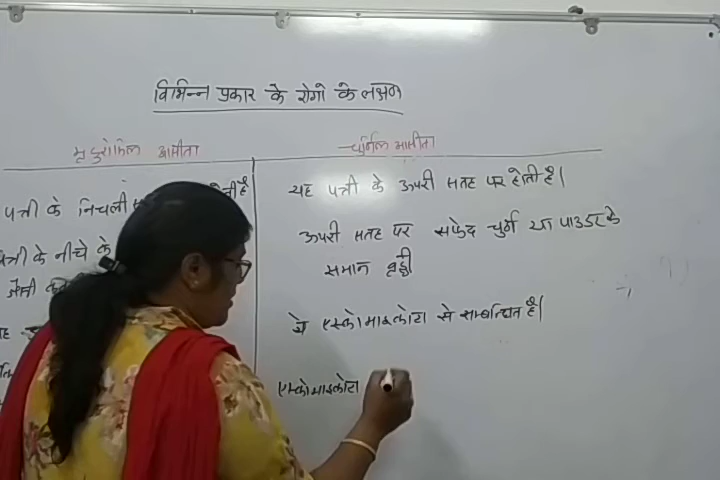 विभिन्न प्रकार के रोगो के लक्षण
मृदुरोमिल आसीता
चुर्णिल आसीता
पत्ती के निचली
यह पत्ती के ऊपरी सतह पर होती है।
पत्ती के नीचे के
ऊपरी सतह पर सफेद चुर्ण या पाउडर के
समान वृद्धी
ये एस्कोमाइकोटा से सम्बन्धित है।
एस्कोमाइकोटा